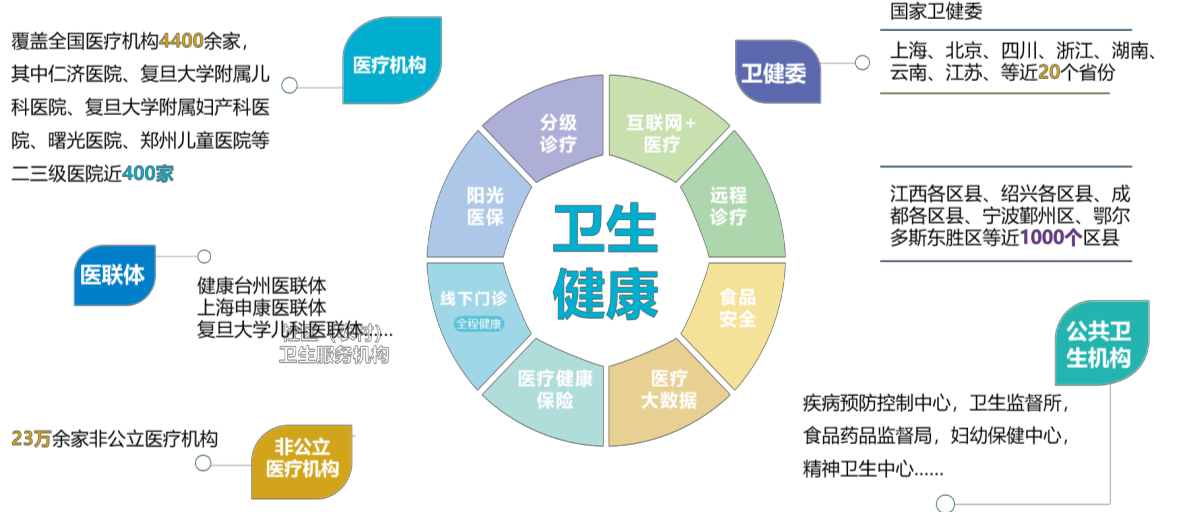 覆盖全国医疗机构4400余家，
其中仁济医院、复旦大学附属儿
科医院、复旦大学附属妇产科医
院、曙光医院、郑州儿童医院等
二三级医院近400家
医疗机构
医联体
健康台州医联体
上海申康医联体
复旦大学儿科医联体......
卫生服务机构
23万余家非公立医疗机构
非公立
医疗机构
分级
诊疗
互联网+
医疗
阳光
医保
远程
诊疗
卫生
健康
线下门诊
全程健康
食品
安全
医疗健康
保险
医疗
大数据
卫健委
国家卫健委
上海、北京、四川、浙江、湖南、
云南、江苏、等近20个省份
江西各区县、绍兴各区县、成
都各区县、宁波鄞州区、鄂尔
多斯东胜区等近1000个区县
公共卫
生机构
疾病预防控制中心，卫生监督所，
食品药品监督局，妇幼保健中心，
精神卫生中心......